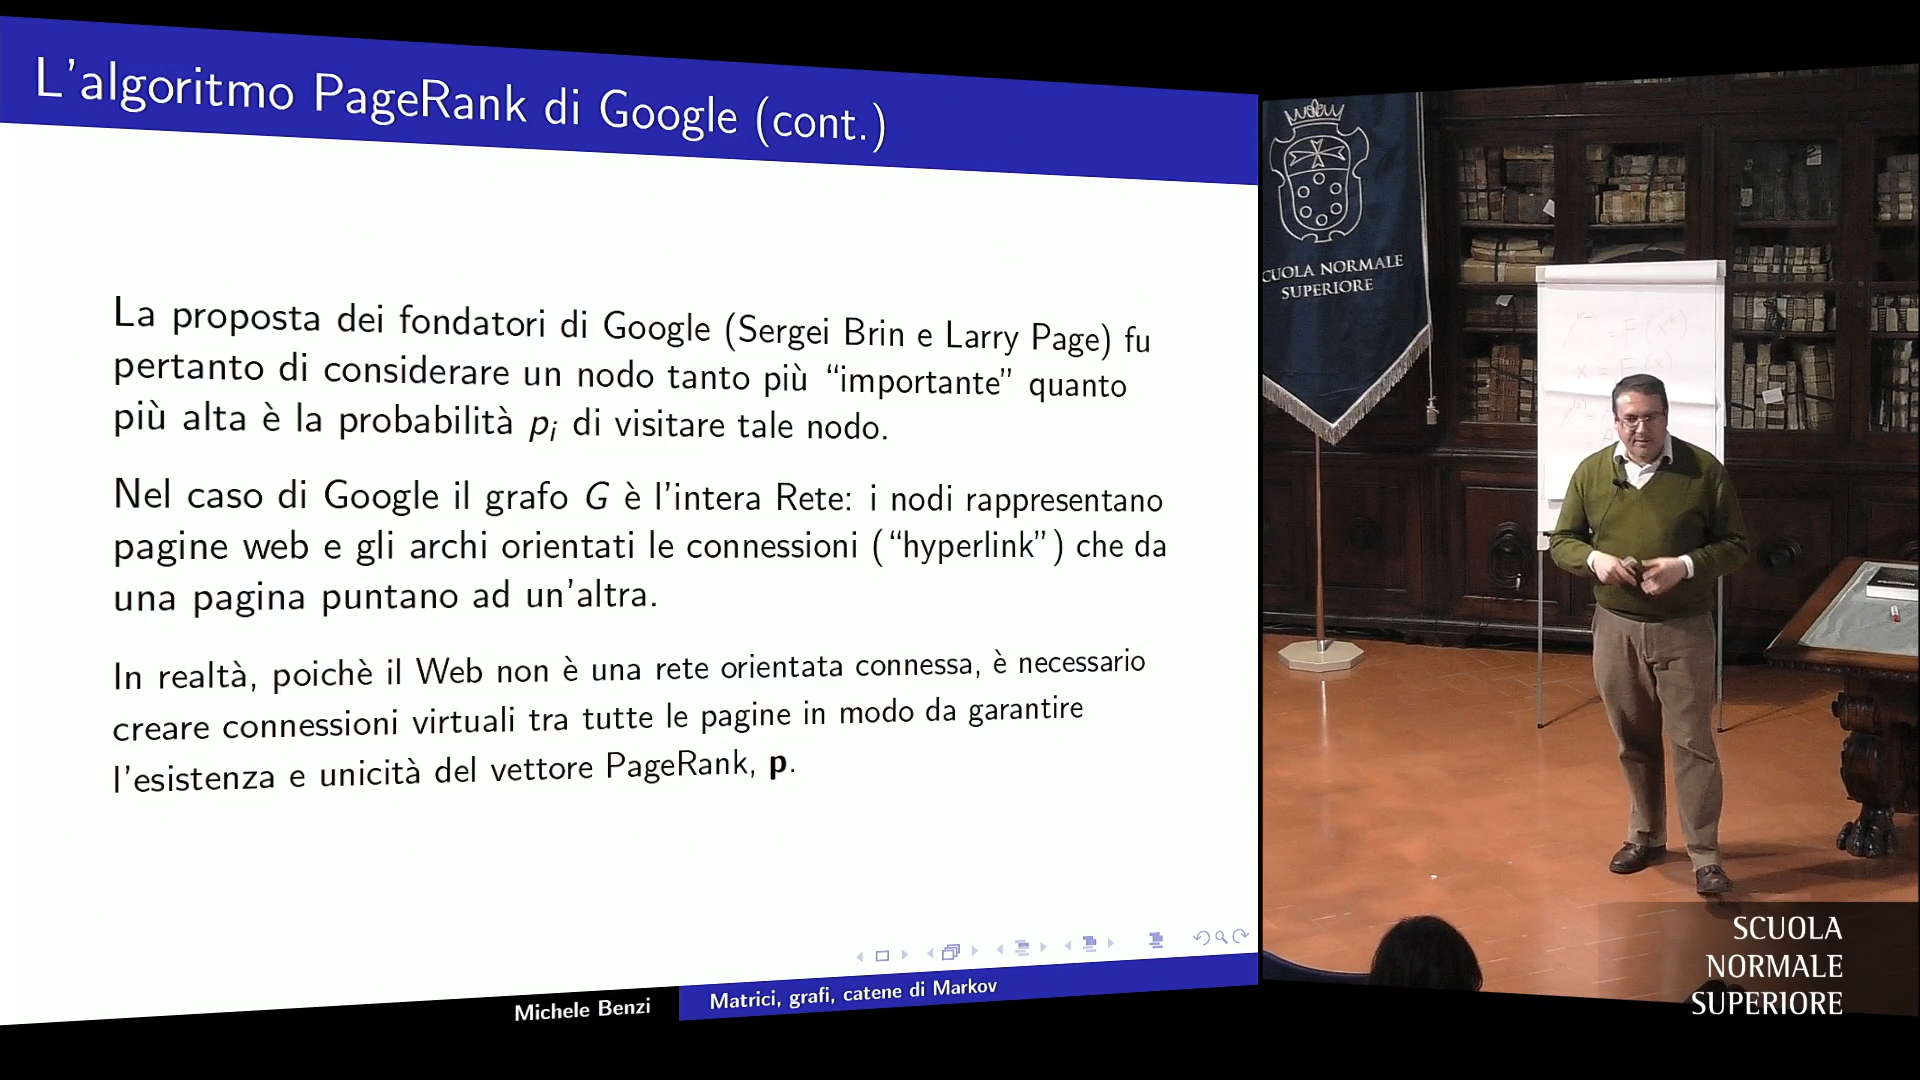 L'algoritmo PageRank di Google (cont.)
La proposta dei fondatori di Google (Sergei Brin e Larry Page) fu
pertanto di considerare un nodo tanto più “importante” quanto
più alta è la probabilità pᵢ di visitare tale nodo.
Nel caso di Google il grafo G è l'intera Rete: i nodi rappresentano
pagine web e gli archi orientati le connessioni (“hyperlink”) che da
una pagina puntano ad un'altra.
In realtà, poichè il Web non è una rete orientata connessa, è necessario
creare connessioni virtuali tra tutte le pagine in modo da garantire
l'esistenza e unicità del vettore PageRank, p.
Michele Benzi
Matrici, grafi, catene di Markov
CUOLA NORMALE
SUPERIORE
= F(x
x = F(x)
SCUOLA
NORMALE
SUPERIORE